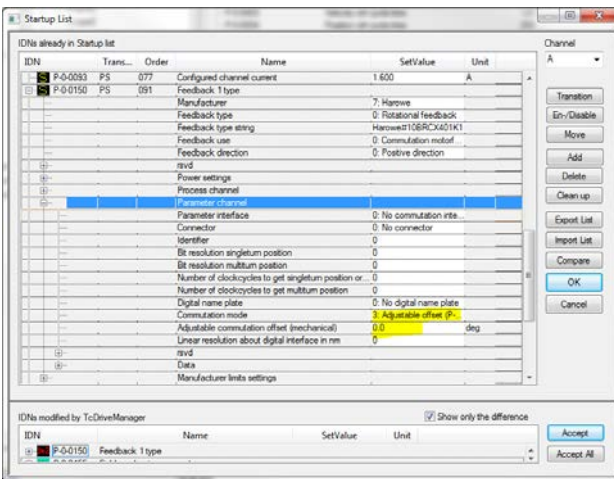 Startup List
IDNs already in Startup list
Channel
IDN Trans... Order Name SetValue Unit
A
P-0-0093 PS 077 Configured channel current 1.600 A
P-0-0150 PS 091 Feedback 1 type
Manufacturer 7: Harowe
Feedback type 0: Rotational feedback
Feedback type string Harowe#10BRCX401K1
Feedback use 0: Commutation motorf...
Feedback direction 0: Positive direction
rsvd
Power settings
Process channel
Parameter channel
Parameter interface 0: No commutation inte...
Connector 0: No connector
Identifier 0
Bit resolution singleturn position 0
Bit resolution multiturn position 0
Number of clockcycles to get singleturn position or... 0
Number of clockcycles to get multiturn position 0
Digital name plate 0: No digital name plate
Commutation mode 3: Adjustable offset (P-...
Adjustable commutation offset (mechanical) 0.0 deg
Linear resolution about digital interface in nm 0
rsvd
Data
Manufacturer limits settings
Transition
En-/Disable
Move
Add
Delete
Clean up
Export List
Import List
Compare
OK
Cancel
IDNs modified by TcDriveManager
Show only the difference
IDN Name SetValue Unit
P-0-0150 Feedback 1 type
Accept
Accept All